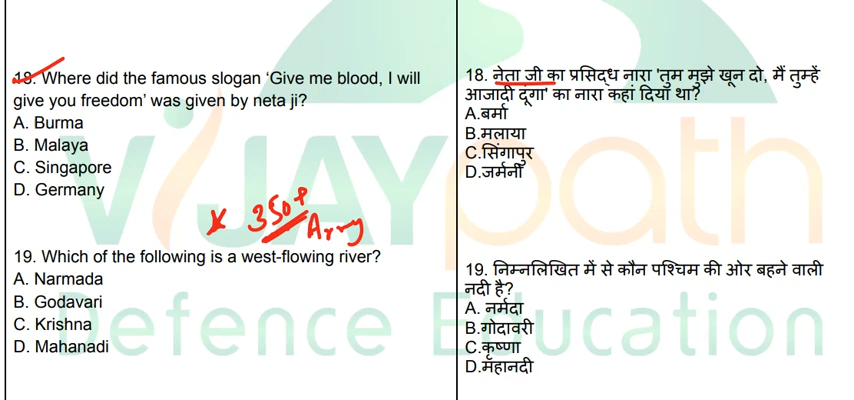 18. Where did the famous slogan ‘Give me blood, I will
give you freedom’ was given by neta ji?
A. Burma
B. Malaya
C. Singapore
D. Germany
350+
Army
19. Which of the following is a west-flowing river?
A. Narmada
B. Godavari
C. Krishna
D. Mahanadi
18. नेता जी का प्रसिद्ध नारा 'तुम मुझे खून दो, मैं तुम्हें
आजादी दूंगा' का नारा कहां दिया था?
A.बर्मा
B.मलाया
C.सिंगापुर
D.जर्मनी
19. निम्नलिखित में से कौन पश्चिम की ओर बहने वाली
नदी है?
A. नर्मदा
B.गोदावरी
C.कृष्णा
D.महानदी
VIJAYpath
Defence Education